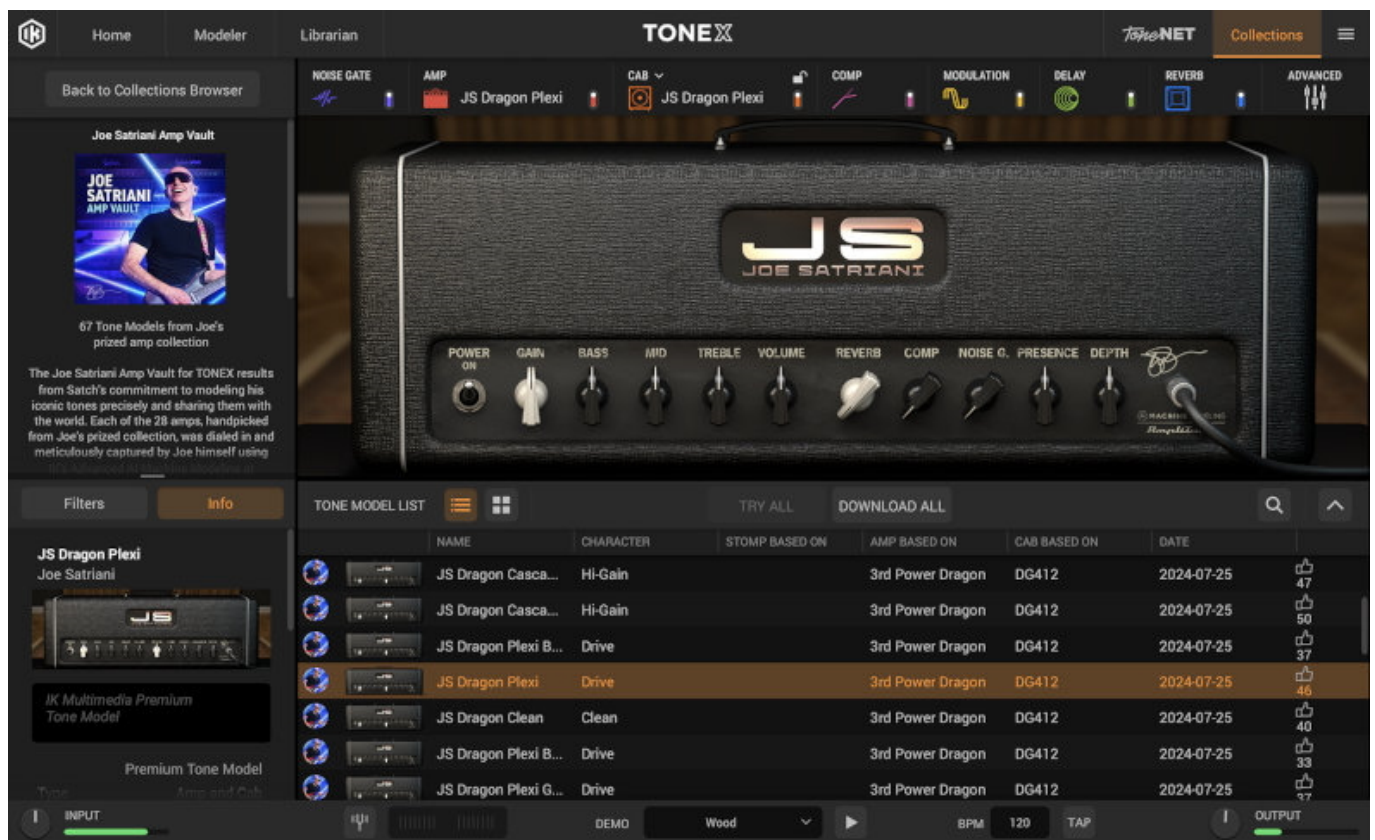 Home
Modeler
Librarian
TONEX
ToneNET
Collections
Back to Collections Browser
NOISE GATE
AMP
JS Dragon Plexi
CAB
JS Dragon Plexi
COMP
MODULATION
DELAY
REVERB
ADVANCED
Joe Satriani Amp Vault
JOE
SATRIANI
AMP VAULT
67 Tone Models from Joe's
prized amp collection
The Joe Satriani Amp Vault for TONEX results
from Satch's commitment to modeling his
iconic tones precisely and sharing them with
the world. Each of the 28 amps, handpicked
from Joe's prized collection, was dialed in and
meticulously captured by Joe himself using
JS
JOE SATRIANI
POWER GAIN BASS MID TREBLE VOLUME REVERB COMP NOISE G. PRESENCE DEPTH
ON
Filters
Info
JS Dragon Plexi
Joe Satriani
JS
IK Multimedia Premium
Tone Model
Premium Tone Model
Type Amp and Cab
TONE MODEL LIST
TRY ALL
DOWNLOAD ALL
NAME CHARACTER STOMP BASED ON AMP BASED ON CAB BASED ON DATE
JS Dragon Casca... Hi-Gain 3rd Power Dragon DG412 2024-07-25 47
JS Dragon Casca... Hi-Gain 3rd Power Dragon DG412 2024-07-25 50
JS Dragon Plexi B... Drive 3rd Power Dragon DG412 2024-07-25 37
JS Dragon Plexi Drive 3rd Power Dragon DG412 2024-07-25 46
JS Dragon Clean Clean 3rd Power Dragon DG412 2024-07-25 40
JS Dragon Plexi B... Drive 3rd Power Dragon DG412 2024-07-25 33
JS Dragon Plexi G... Drive 3rd Power Dragon DG412 2024-07-25 37
INPUT
DEMO
Wood
BPM
120
TAP
OUTPUT